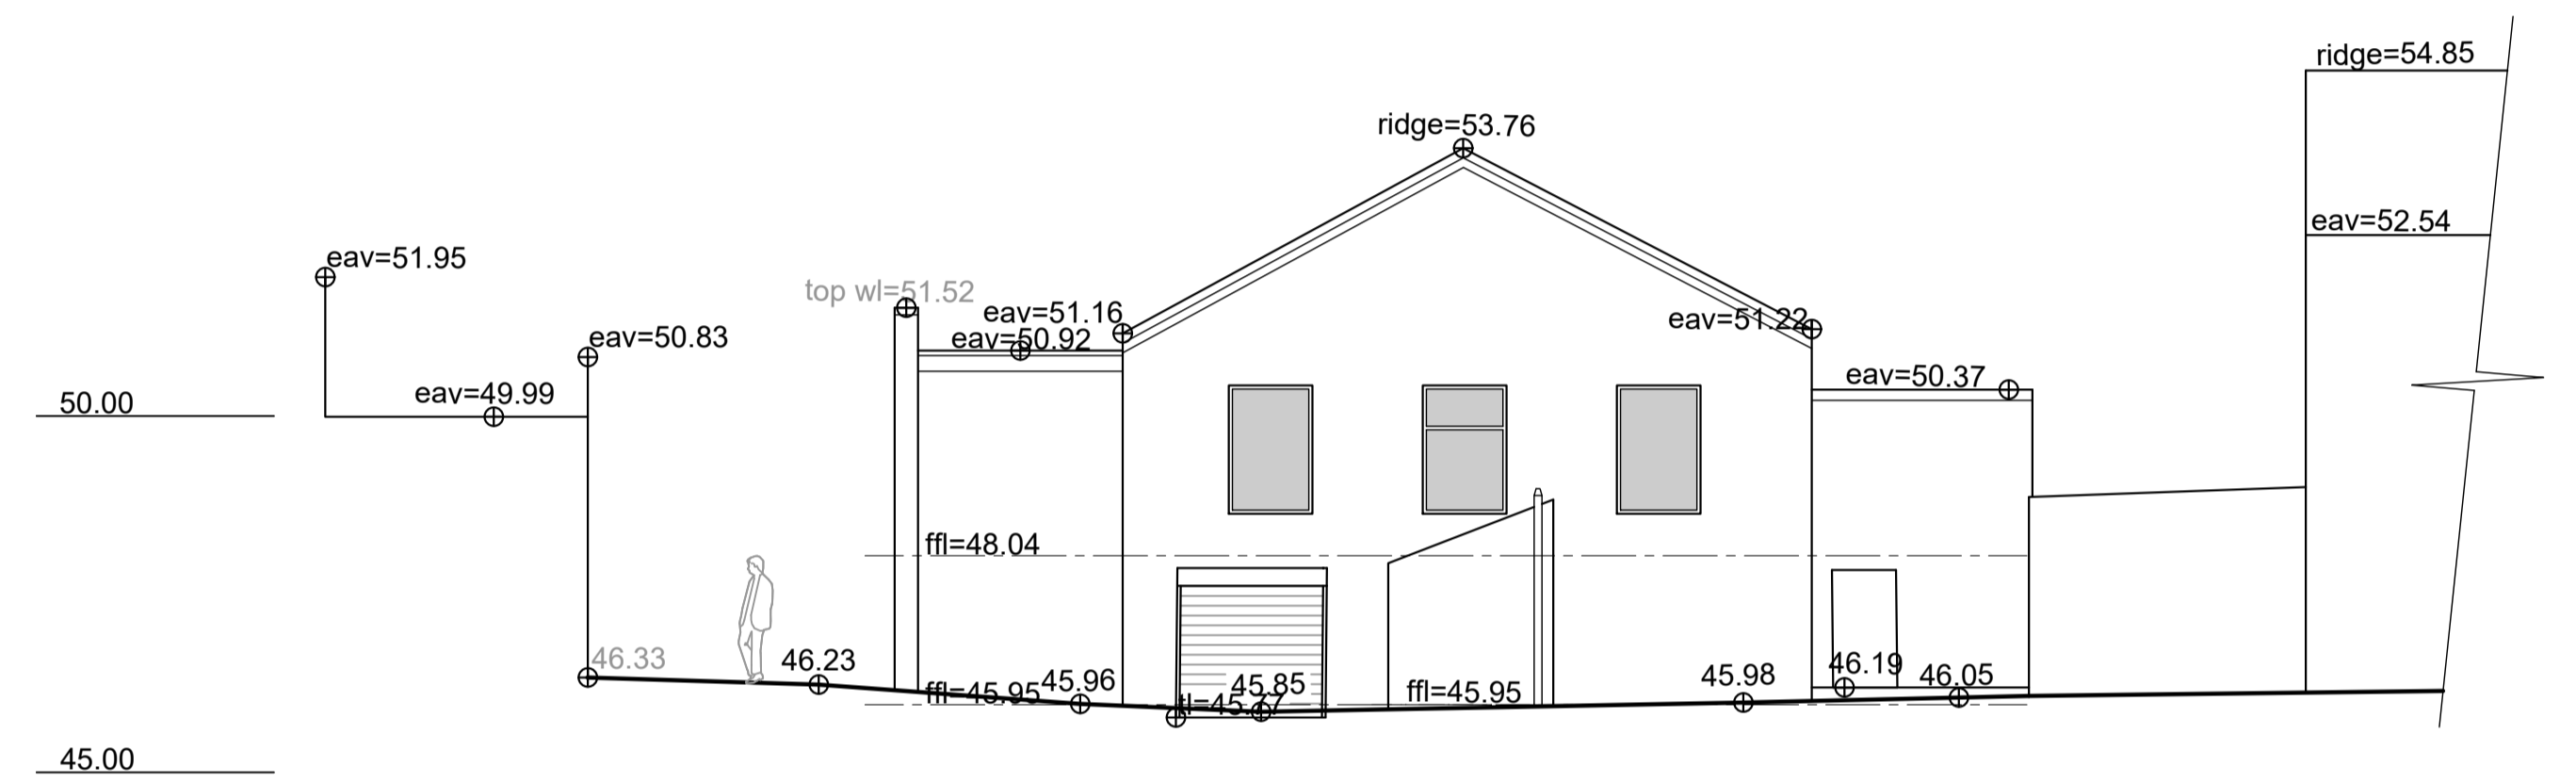 ridge=54.85
ridge=53.76
eav=52.54
eav=51.95
top wl=51.52
eav=51.16
eav=51.22
eav=50.83
eav=50.92
eav=50.37
eav=49.99
50.00
ffl=48.04
46.33
46.23
ffl=45.95
45.96
tl=45.77
45.85
ffl=45.95
45.98
46.19
46.05
45.00